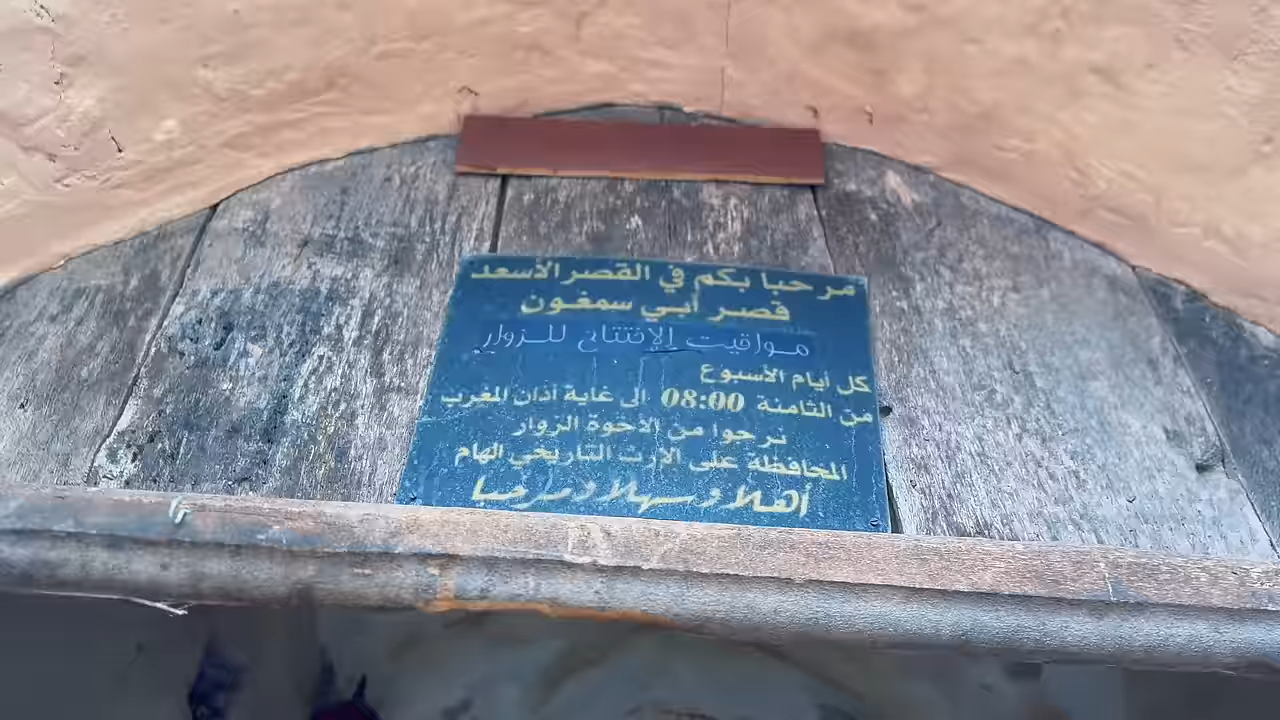 مرحبا بكم في القصر الأسعد
قصر أبي سمغون
مواقيت الإفتتاح للزوار
كل أيام الأسبوع
من الثامنة 08:00 الى غاية أذان المغرب
نرجوا من الاخوة الزوار
المحافظة على الإرث التاريخي الهام
أهلا وسهلا ومرحبا